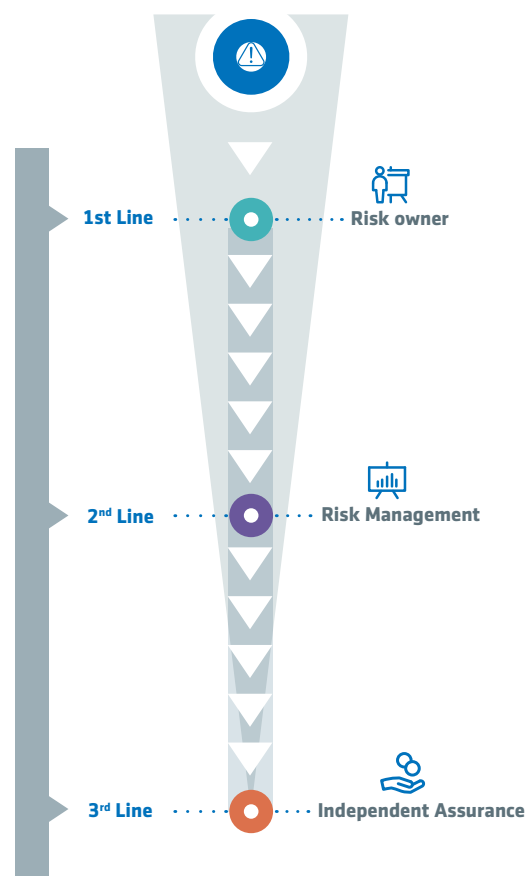 1st Line
Risk owner
2nd Line
Risk Management
3rd Line
Independent Assurance